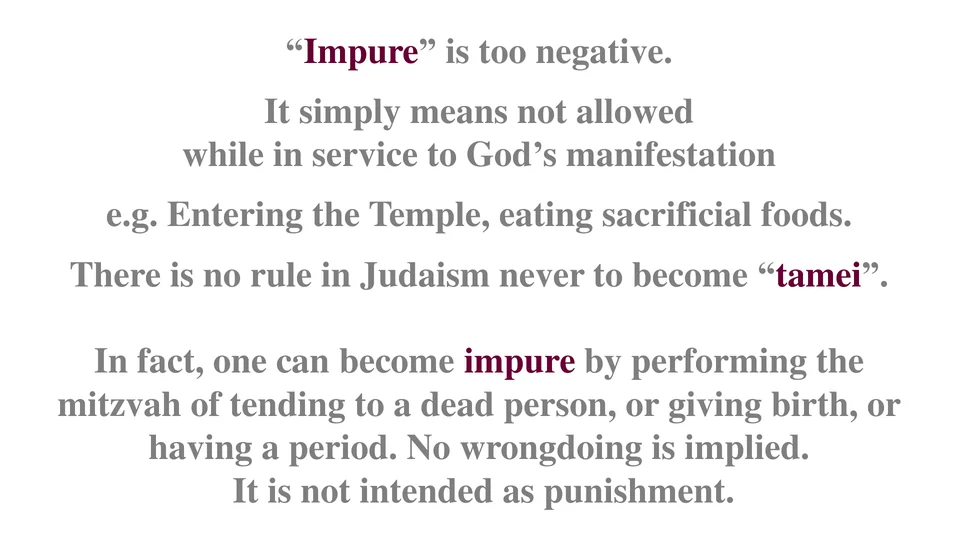 “Impure” is too negative.
It simply means not allowed
while in service to God’s manifestation
e.g. Entering the Temple, eating sacrificial foods.
There is no rule in Judaism never to become “tamei”.
In fact, one can become impure by performing the
mitzvah of tending to a dead person, or giving birth, or
having a period. No wrongdoing is implied.
It is not intended as punishment.